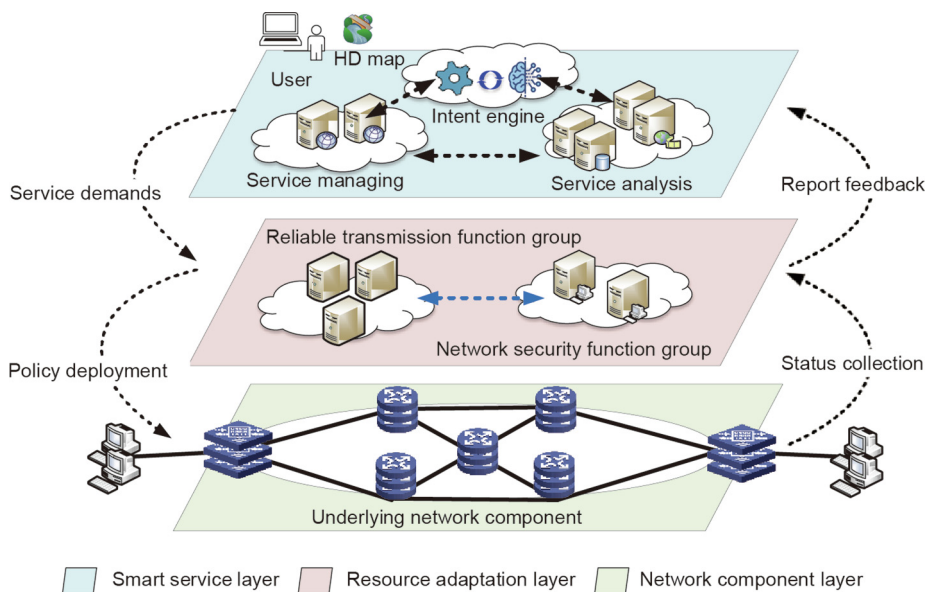 User
HD map
Intent engine
Service managing
Service analysis
Service demands
Report feedback
Reliable transmission function group
Network security function group
Policy deployment
Status collection
Underlying network component
Smart service layer
Resource adaptation layer
Network component layer